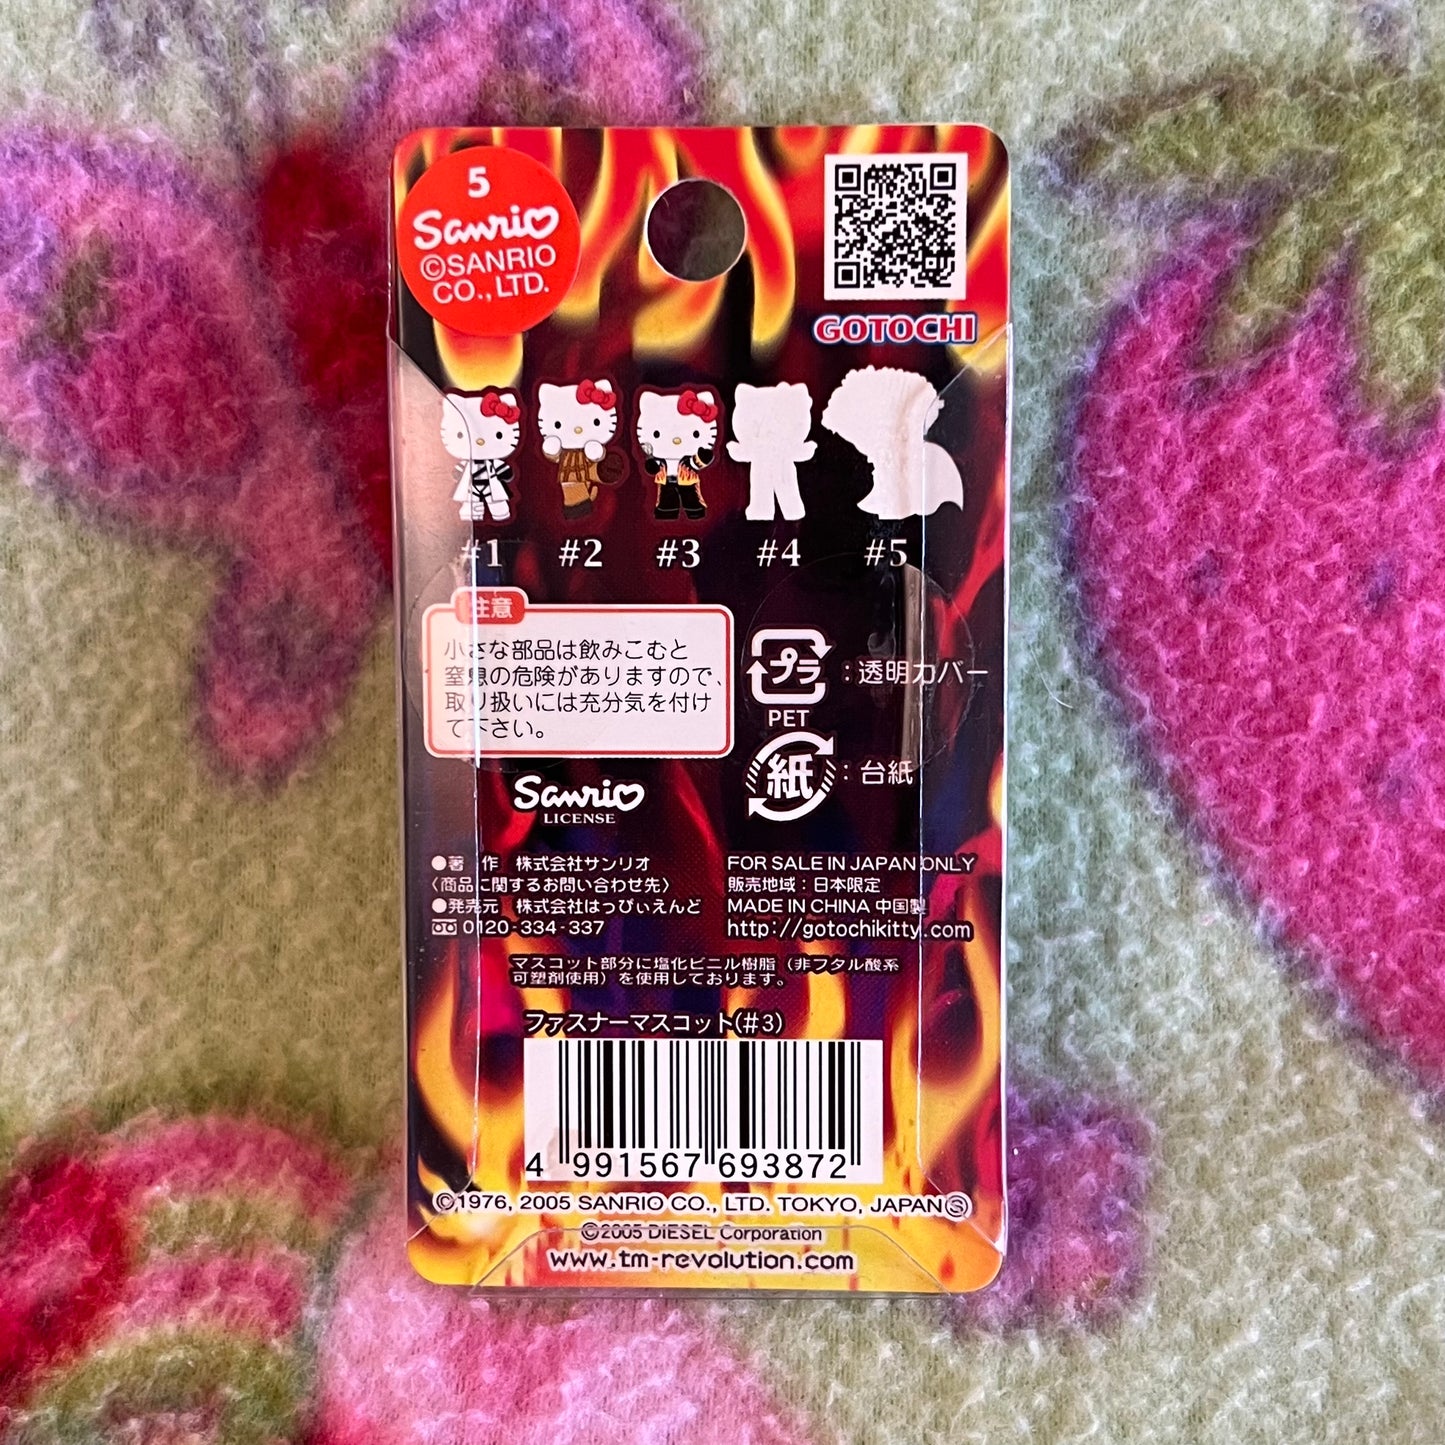 5
Sanrio
©SANRIO
CO., LTD.
GOTOCHI
#1 #2 #3 #4 #5
注意
小さな部品は飲みこむと
窒息の危険がありますので、
取り扱いには充分気を付け
て下さい。
プラ：透明カバー
PET
紙：台紙
Sanrio
LICENSE
●著 作 株式会社サンリオ
〈商品に関するお問い合わせ先〉
●発売元 株式会社はっぴぃえんど
0120-334-337
FOR SALE IN JAPAN ONLY
販売地域：日本限定
MADE IN CHINA 中国製
http://gotochikitty.com
マスコット部分に塩化ビニル樹脂（非フタル酸系
可塑剤使用）を使用しております。
ファスナーマスコット(#3)
4 991567 693872
©1976, 2005 SANRIO CO., LTD. TOKYO, JAPAN Ⓢ
©2005 DIESEL Corporation
www.tm-revolution.com